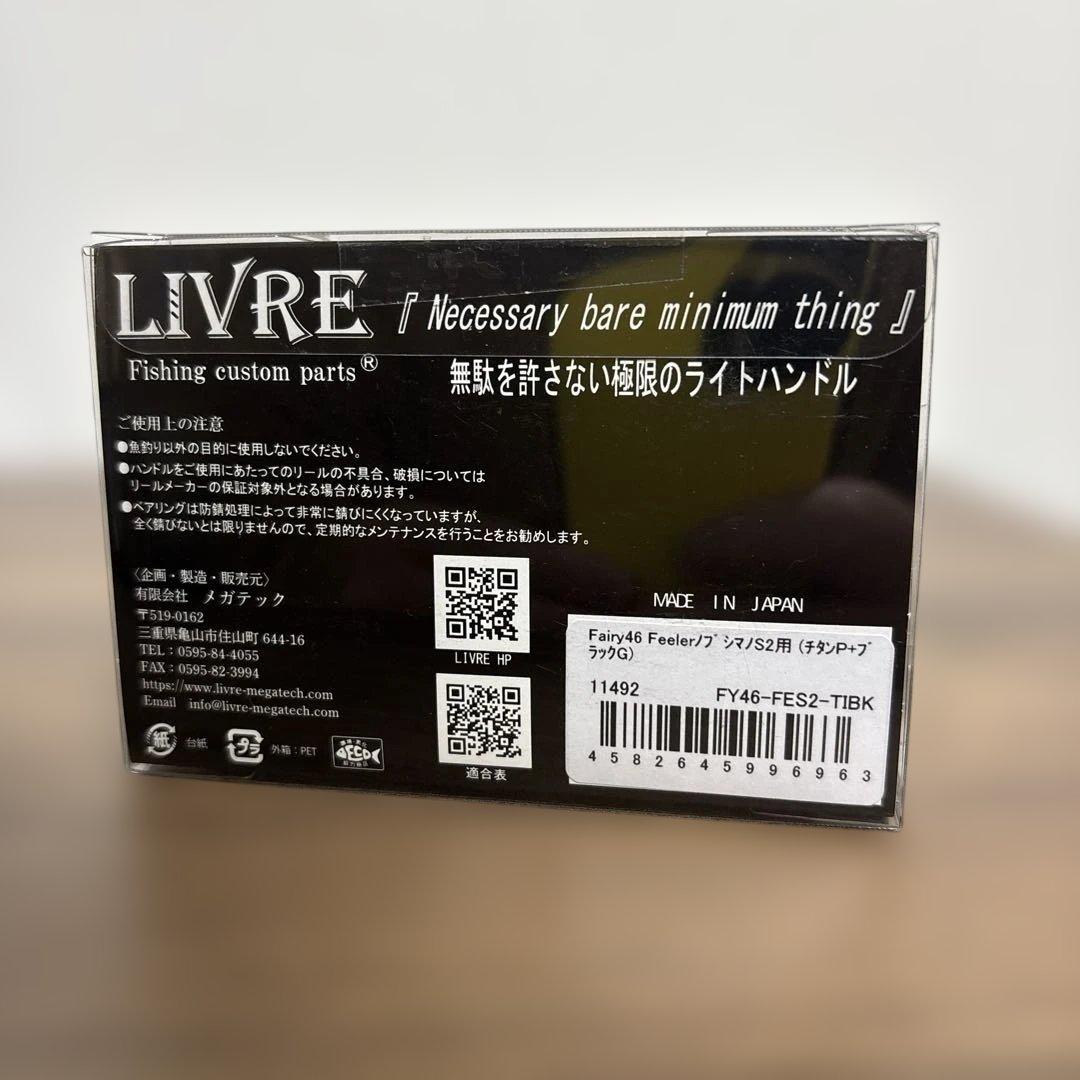 LIVRE
Fishing custom parts®
『 Necessary bare minimum thing 』
無駄を許さない極限のライトハンドル
ご使用上の注意
●魚釣り以外の目的に使用しないでください。
●ハンドルをご使用にあたってのリールの不具合、破損については
リールメーカーの保証対象外となる場合があります。
●ベアリングは防錆処理によって非常に錆びにくくなっていますが、
全く錆びないとは限りませんので、定期的なメンテナンスを行うことをお勧めします。
〈企画・製造・販売元〉
有限会社 メガテック
〒519-0162
三重県亀山市住山町 644-16
TEL : 0595-84-4055
FAX : 0595-82-3994
https://www.livre-megatech.com
Email info@livre-megatech.com
紙 台紙 プラ 外箱：PET
ECO
LIVRE HP
適合表
MADE IN JAPAN
Fairy46 Feelerﾉﾌﾞ ｼﾏﾉS2用 (ﾁﾀﾝP+ﾌﾞ
ﾗｯｸG)
11492 FY46-FES2-TIBK
4582645996963